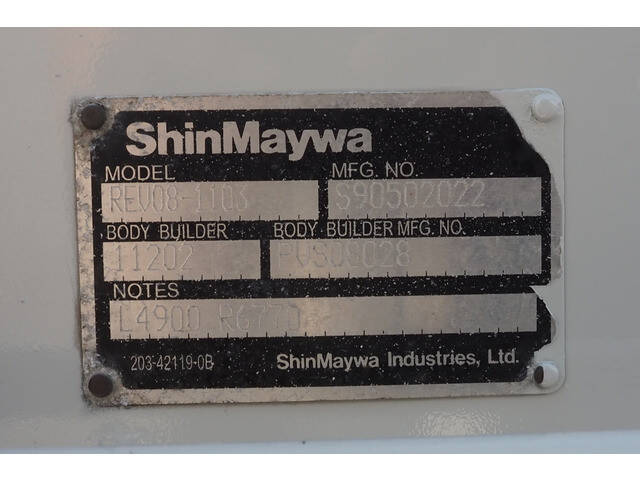 ShinMaywa
MODEL MFG. NO.
REV08-1103 S90502022
BODY BUILDER BODY BUILDER MFG. NO.
11202
NOTES
L4900
203-42119-0B ShinMaywa Industries, Ltd.